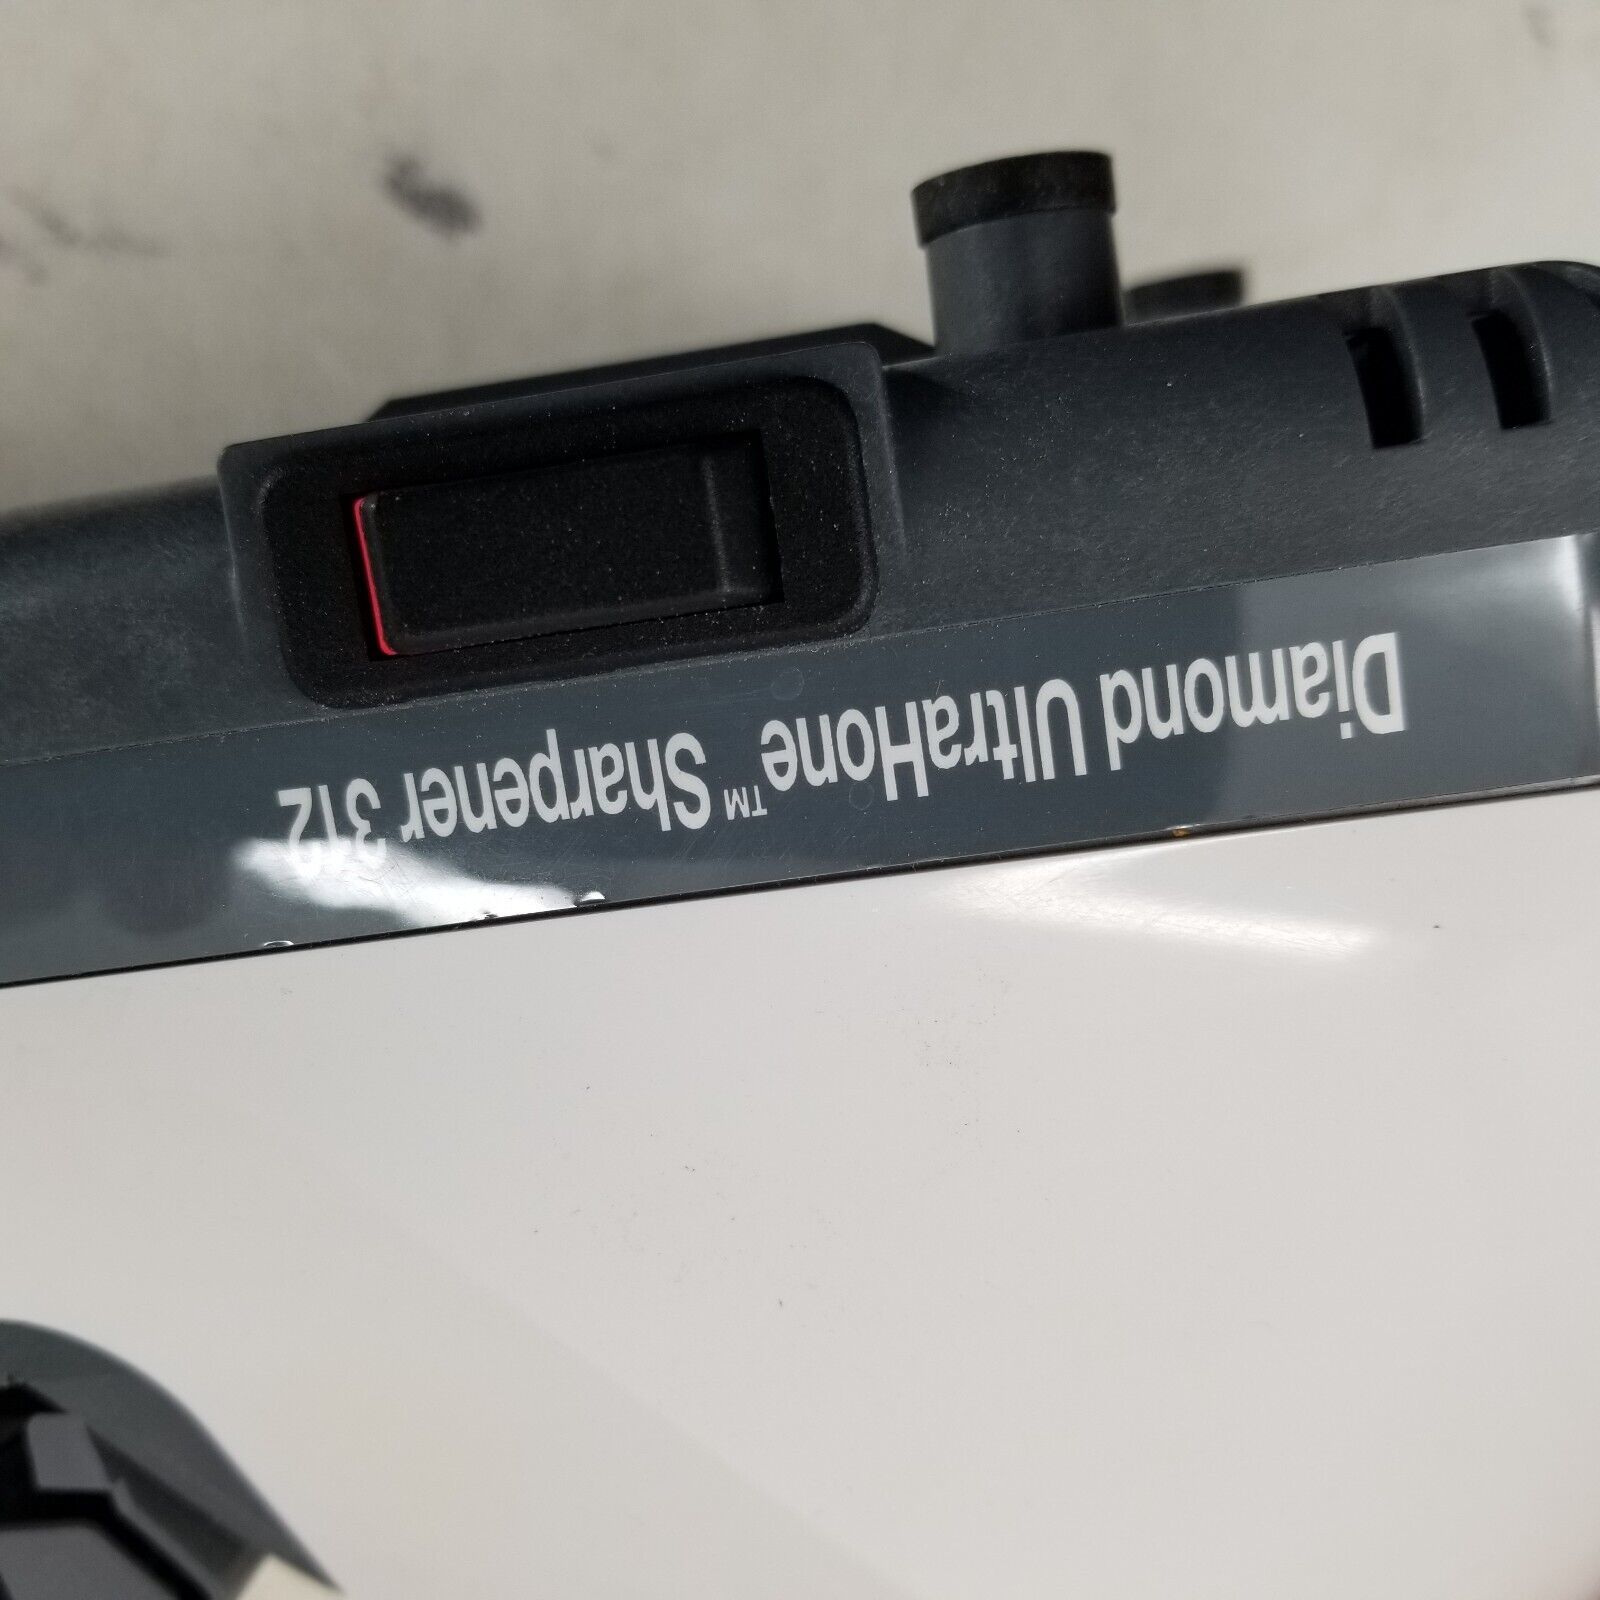 Diamond UltraHone™ Sharpener 312